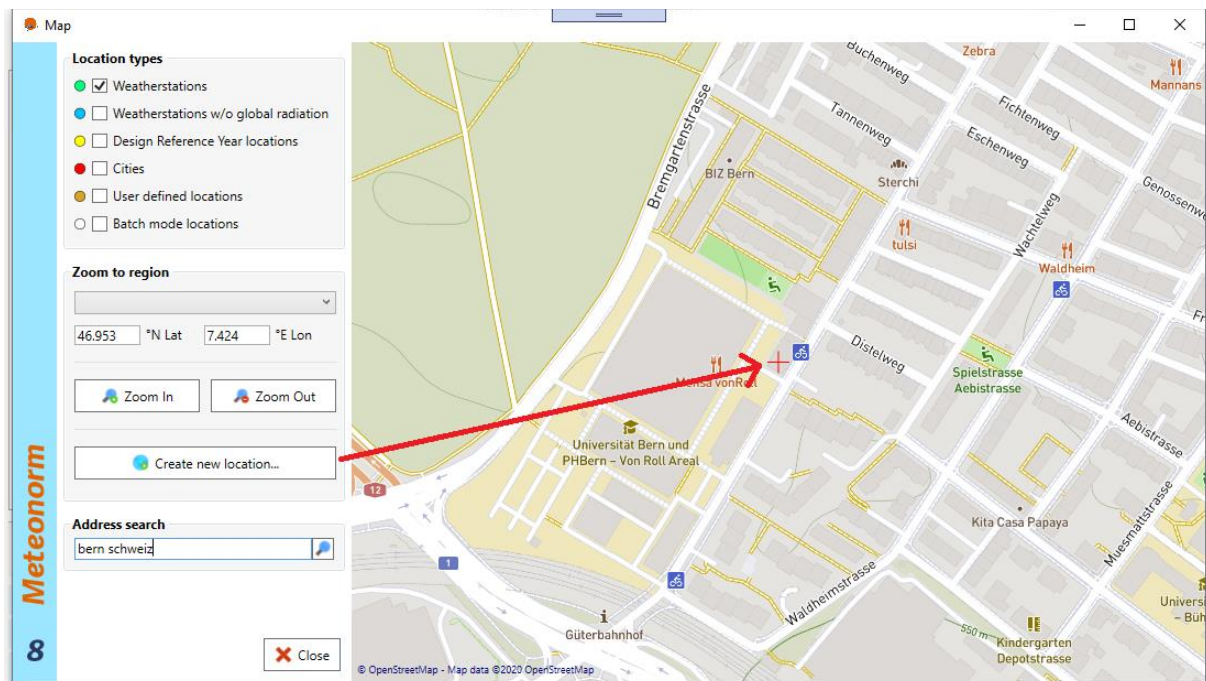 Map
Location types
Weatherstations
Weatherstations w/o global radiation
Design Reference Year locations
Cities
User defined locations
Batch mode locations
Zoom to region
46.953 °N Lat 7.424 °E Lon
Zoom In Zoom Out
Create new location...
Address search
bern schweiz
Close
Meteonorm
8
Buchenweg
Zebra
Mannans
Bremgartenstrasse
Tannenweg
Fichtenweg
Eschenweg
BIZ Bern
Sterchi
Genossenw
Wachtelweg
tulsi
Waldheim
Fr
Distelweg
Mensa vonRoll
Spielstrasse
Aebistrasse
Aebistrasse
Universität Bern und
PHBern – Von Roll Areal
12
Kita Casa Papaya
Muesmattstrasse
1
Waldheimstrasse
Universi
– Büh
Güterbahnhof
550 m
Kindergarten
Depotstrasse
© OpenStreetMap - Map data ©2020 OpenStreetMap